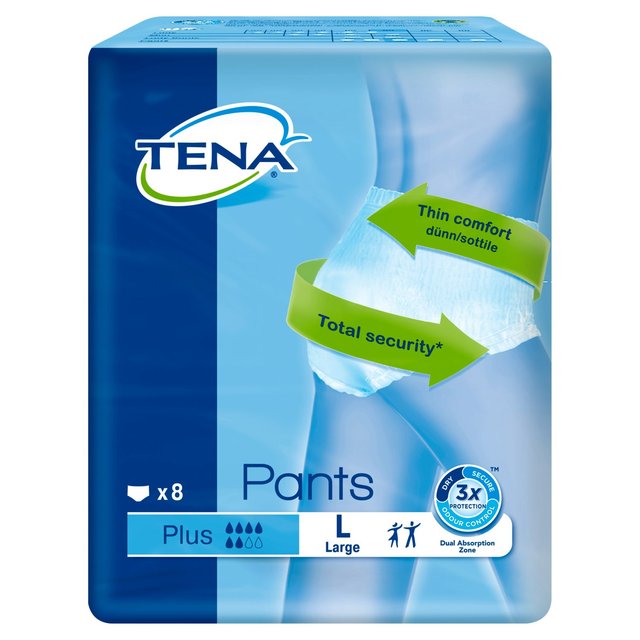 TENA®
Thin comfort
dünn/sottile
Total security*
x8
Pants
Plus
L
Large
DRY
SECURE
3x
PROTECTION
ODOUR CONTROL
™
Dual Absorption
Zone